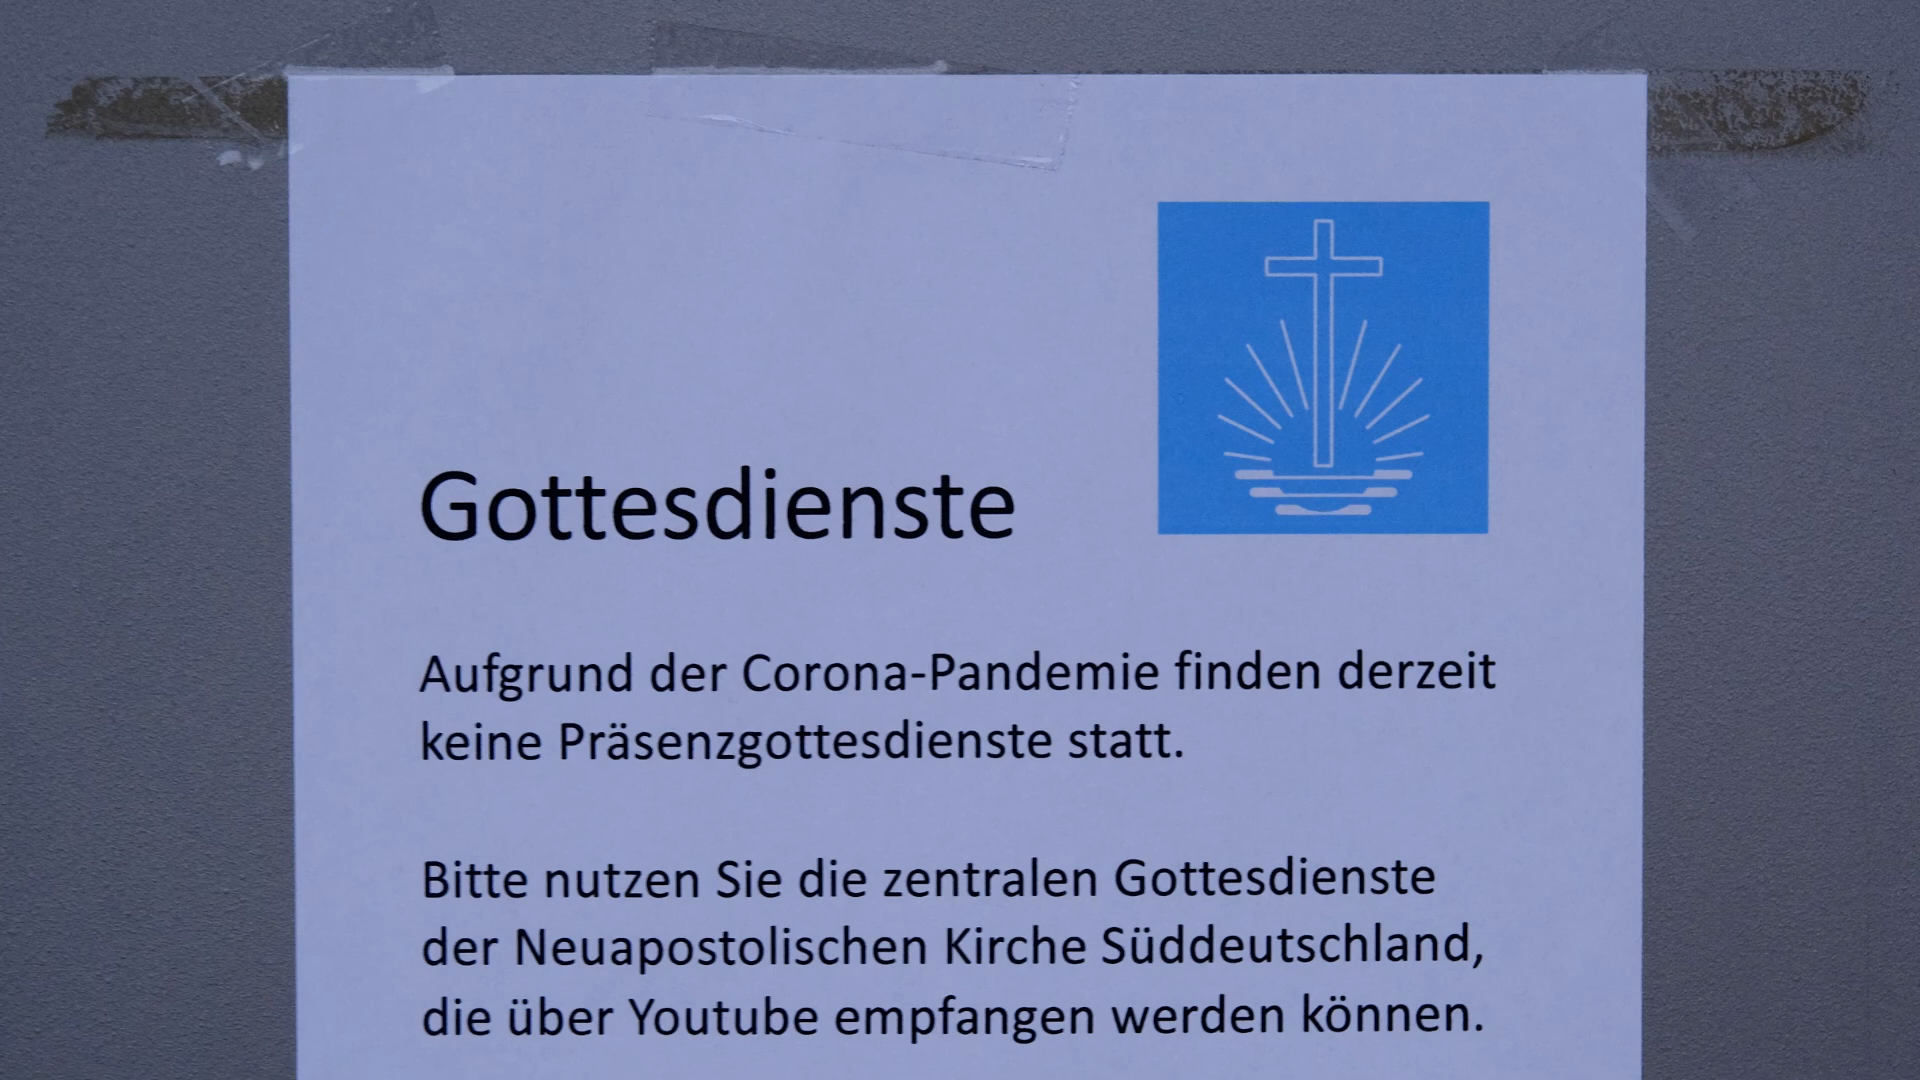 Gottesdienste
Aufgrund der Corona-Pandemie finden derzeit
keine Präsenzgottesdienste statt.
Bitte nutzen Sie die zentralen Gottesdienste
der Neuapostolischen Kirche Süddeutschland,
die über Youtube empfangen werden können.